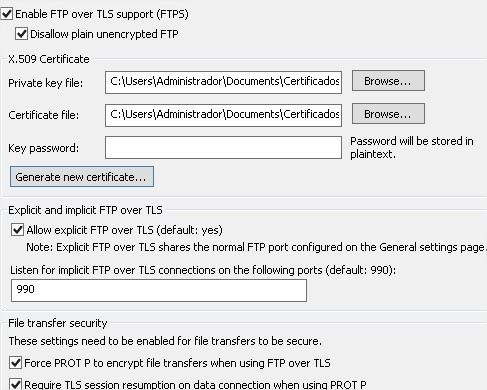 Enable FTP over TLS support (FTPS)
Disallow plain unencrypted FTP
X.509 Certificate
Private key file: C:\Users\Administrador\Documents\Certificados Browse...
Certificate file: C:\Users\Administrador\Documents\Certificados Browse...
Key password: Password will be stored in
plaintext.
Generate new certificate...
Explicit and implicit FTP over TLS
Allow explicit FTP over TLS (default: yes)
Note: Explicit FTP over TLS shares the normal FTP port configured on the General settings page.
Listen for implicit FTP over TLS connections on the following ports (default: 990):
990
File transfer security
These settings need to be enabled for file transfers to be secure.
Force PROT P to encrypt file transfers when using FTP over TLS
Require TLS session resumption on data connection when using PROT P